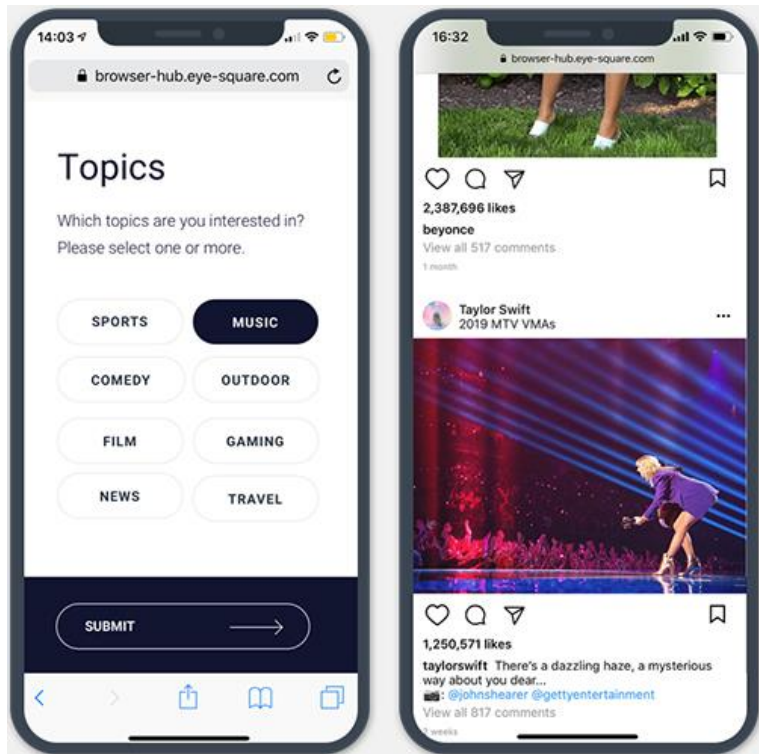 14:03
browser-hub.eye-square.com
Topics
Which topics are you interested in?
Please select one or more.
SPORTS
MUSIC
COMEDY
OUTDOOR
FILM
GAMING
NEWS
TRAVEL
SUBMIT
16:32
browser-hub.eye-square.com
2,387,696 likes
beyonce
View all 517 comments
1 month
Taylor Swift
2019 MTV VMAs
1,250,571 likes
taylorswift There's a dazzling haze, a mysterious
way about you dear...
: @johnshearer @gettyentertainment
View all 817 comments
weeks